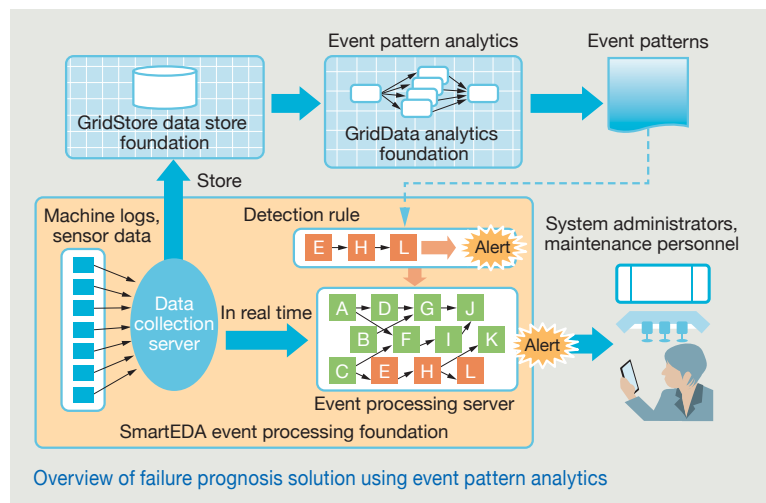 Event pattern analytics
Event patterns
GridStore data store
foundation
GridData analytics
foundation
Store
Machine logs,
sensor data
Detection rule
E H L
Alert
System administrators,
maintenance personnel
Data
collection
server
In real time
A D G J
B F I K
C E H L
Alert
Event processing server
SmartEDA event processing foundation
Overview of failure prognosis solution using event pattern analytics